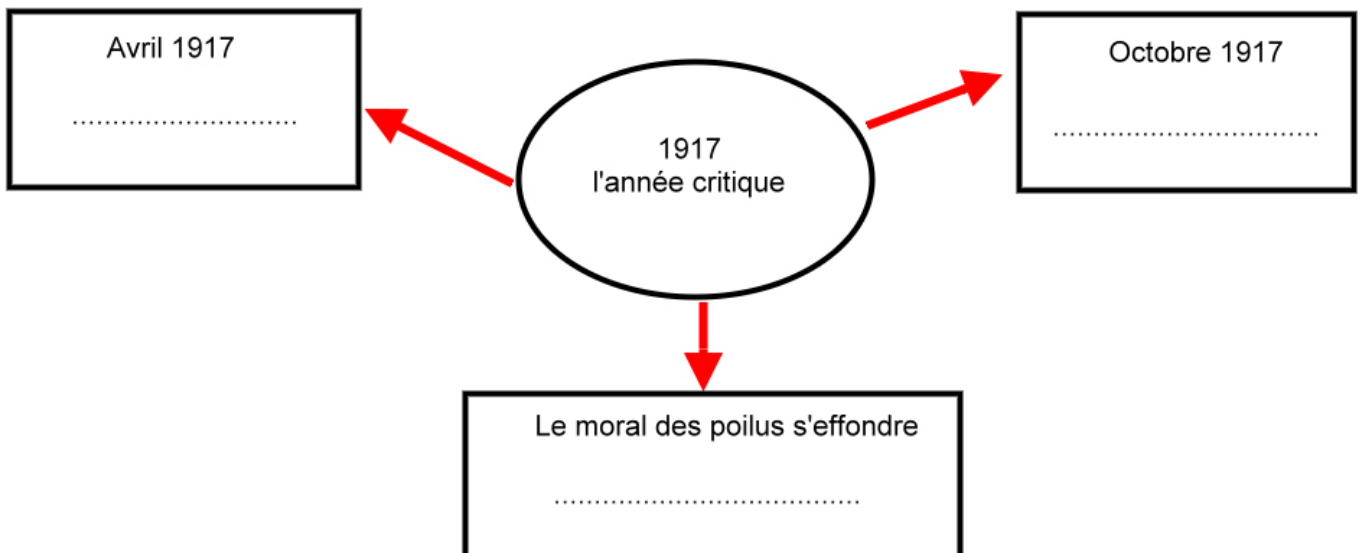 Avril 1917
............................
1917
l'année critique
Octobre 1917
.................................
Le moral des poilus s'effondre
......................................